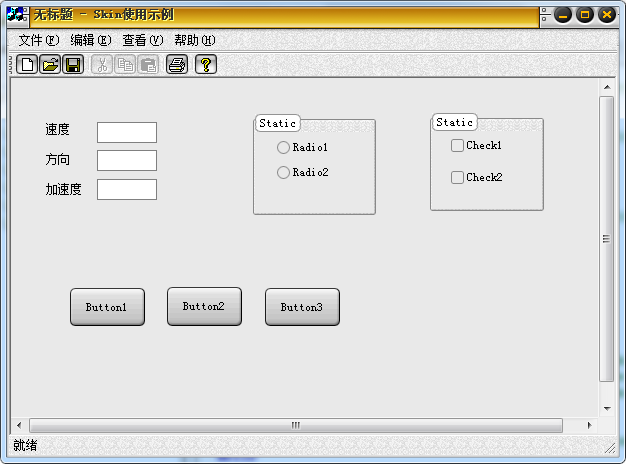 无标题 - Skin使用示例
文件(F) 编辑(E) 查看(V) 帮助(H)
速度
方向
加速度
Static
Radio1
Radio2
Static
Check1
Check2
Button1 Button2 Button3
就绪